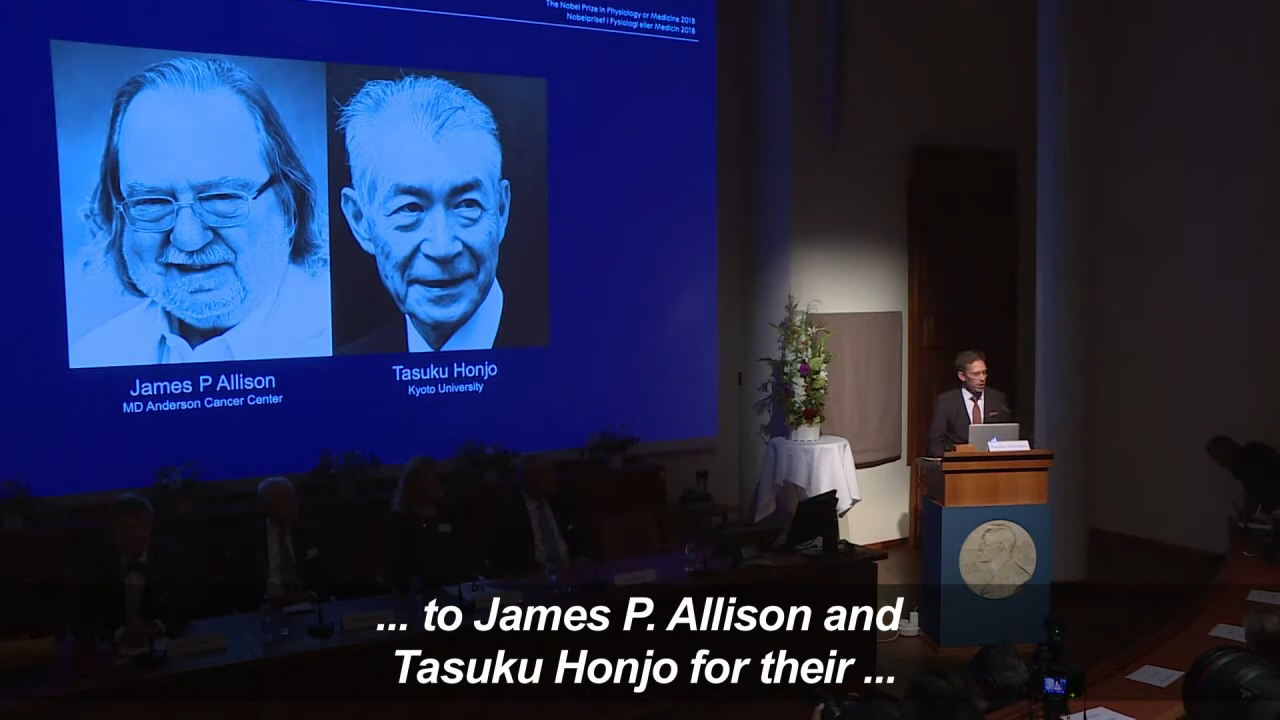 The Nobel Prize in Physiology or Medicine 2018
Nobelpriset i Fysiologi eller Medicin 2018
James P Allison
MD Anderson Cancer Center
Tasuku Honjo
Kyoto University
... to James P. Allison and
Tasuku Honjo for their ...